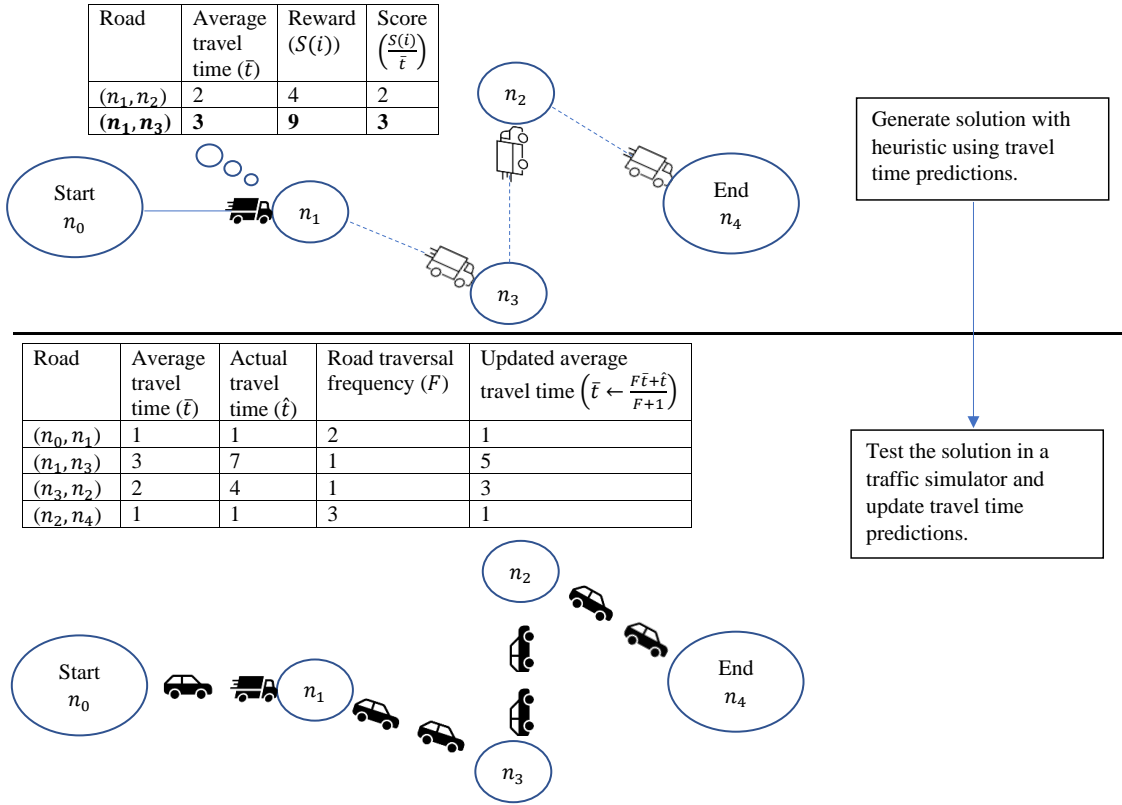 Road Average travel time (t̄) Reward (S(i)) Score (S(i)/t̄)
(n₁, n₂) 2 4 2
(n₁, n₃) 3 9 3
Start
n₀
n₁
n₃
n₂
End
n₄
Generate solution with
heuristic using travel
time predictions.
Road Average travel time (t̄) Actual travel time (t̂) Road traversal frequency (F) Updated average travel time (t̄ ← (Ft̄+t̂)/(F+1))
(n₀, n₁) 1 1 2 1
(n₁, n₃) 3 7 1 5
(n₃, n₂) 2 4 1 3
(n₂, n₄) 1 1 3 1
Test the solution in a
traffic simulator and
update travel time
predictions.
Start
n₀
n₁
n₃
n₂
End
n₄